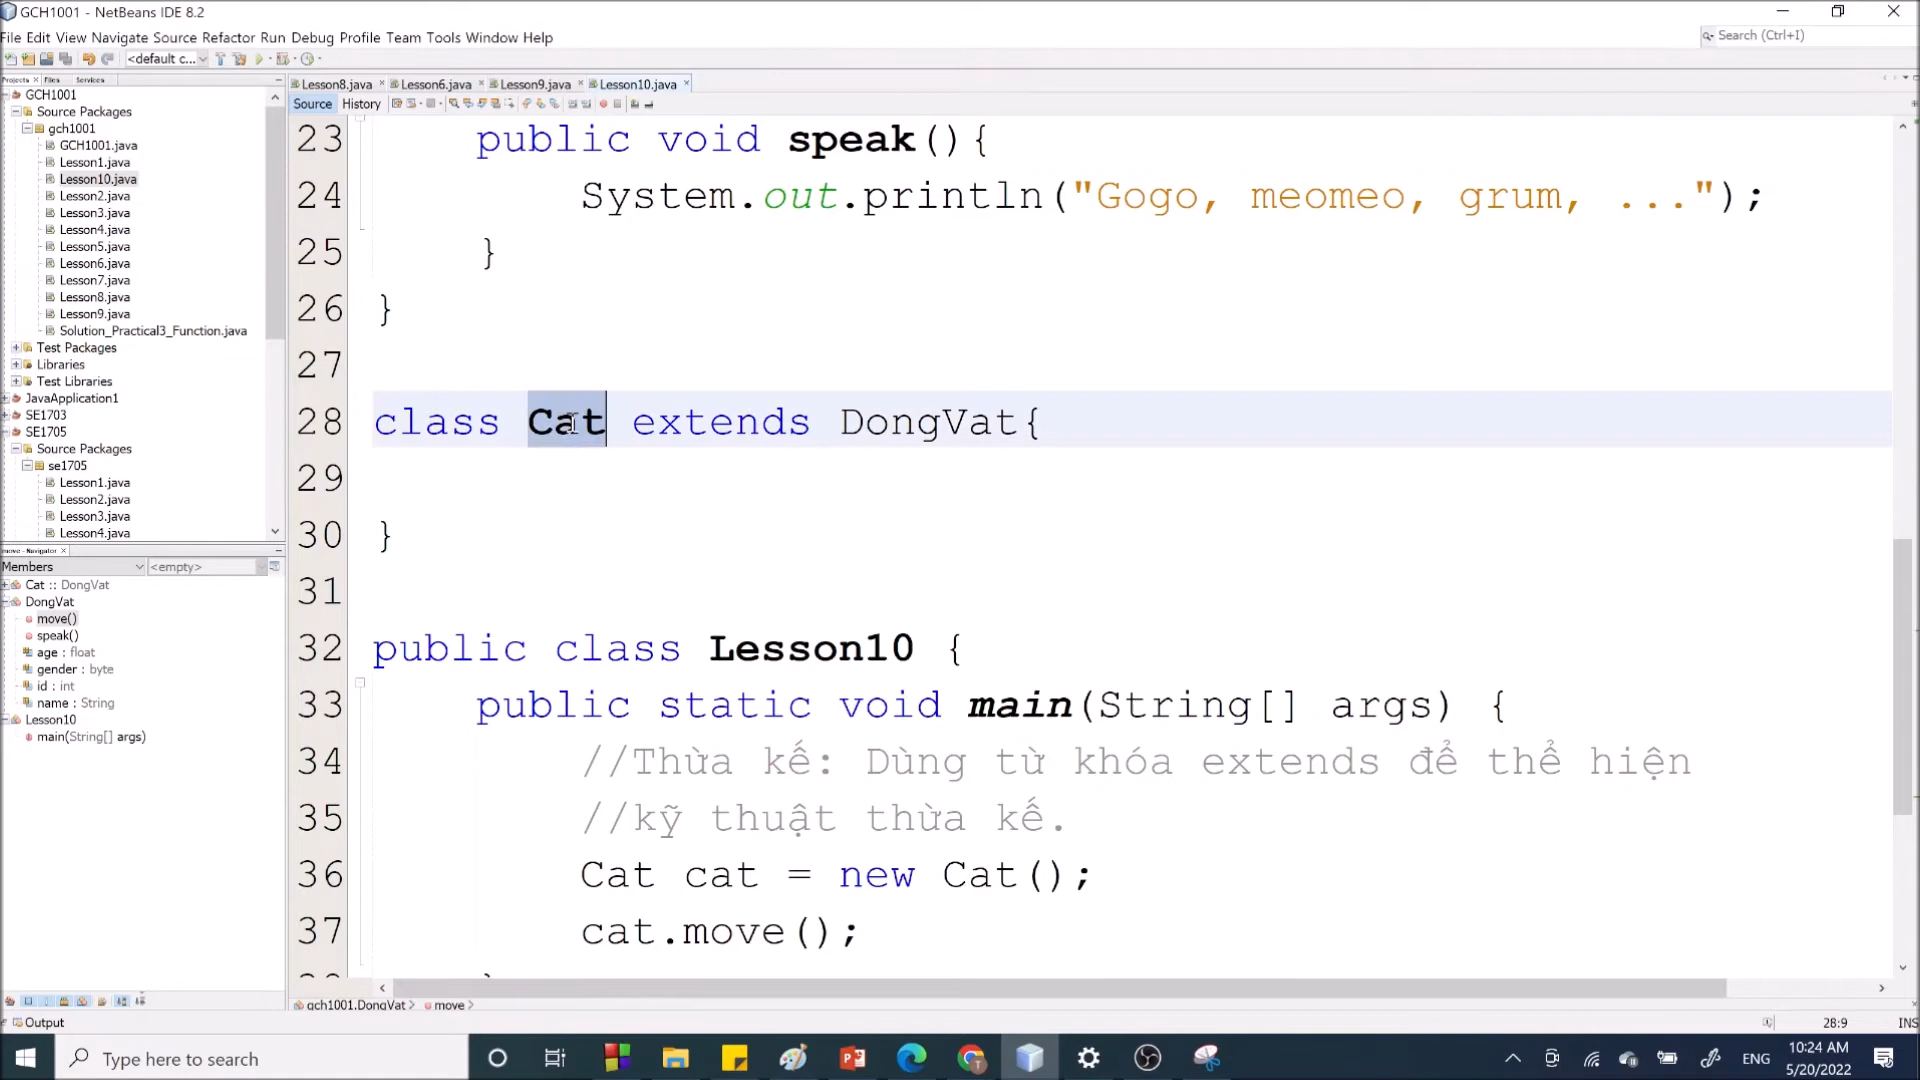 GCH1001 - NetBeans IDE 8.2
File Edit View Navigate Source Refactor Run Debug Profile Team Tools Window Help
Search (Ctrl+I)
<default c...
Projects × Files Services
GCH1001
Source Packages
gch1001
GCH1001.java
Lesson1.java
Lesson10.java
Lesson2.java
Lesson3.java
Lesson4.java
Lesson5.java
Lesson6.java
Lesson7.java
Lesson8.java
Lesson9.java
Solution_Practical3_Function.java
Test Packages
Libraries
Test Libraries
JavaApplication1
SE1703
SE1705
Source Packages
se1705
Lesson1.java
Lesson2.java
Lesson3.java
Lesson4.java
move - Navigator ×
Members <empty>
Cat :: DongVat
DongVat
move()
speak()
age : float
gender : byte
id : int
name : String
Lesson10
main(String[] args)
Lesson8.java × Lesson6.java × Lesson9.java × Lesson10.java ×
Source History
23 public void speak(){
24 System.out.println("Gogo, meomeo, grum, ...");
25 }
26 }
27
28 class Cat extends DongVat{
29
30 }
31
32 public class Lesson10 {
33 public static void main(String[] args) {
34 //Thừa kế: Dùng từ khóa extends để thể hiện
35 //kỹ thuật thừa kế.
36 Cat cat = new Cat();
37 cat.move();
gch1001.DongVat > move >
Output
28:9 INS
Type here to search
ENG
10:24 AM
5/20/2022